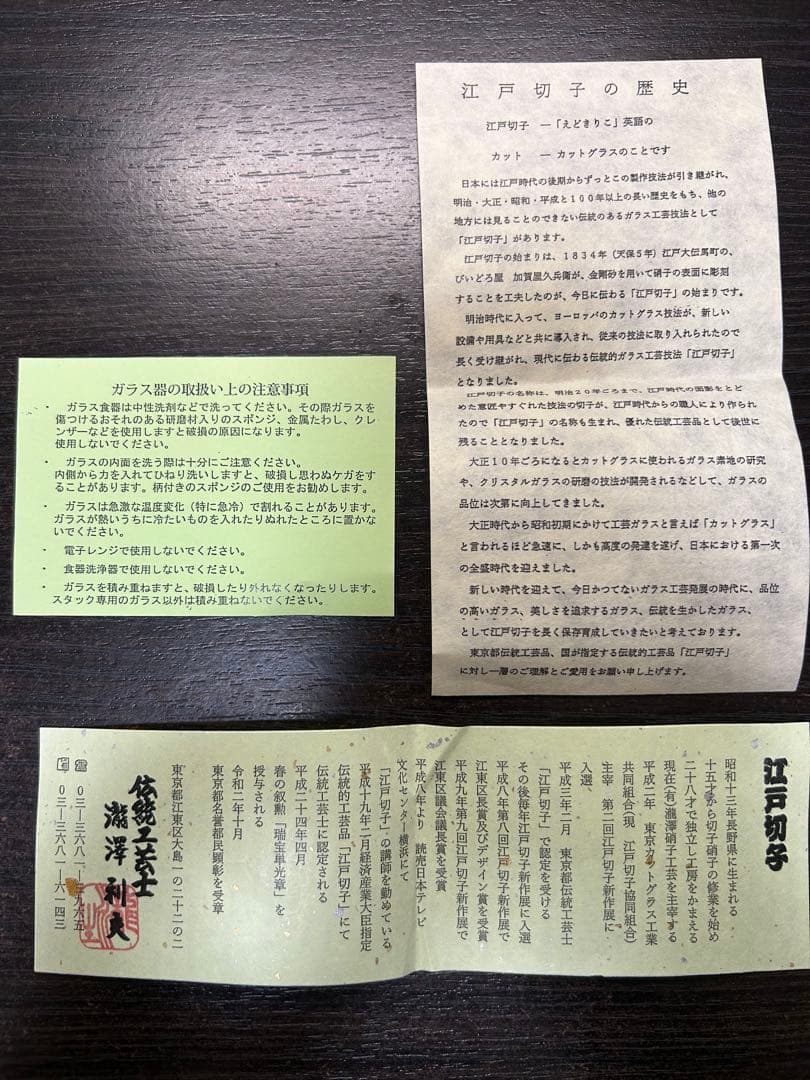 江戸切子の歴史
江戸切子 ―「えどきりこ」英語の
カット ― カットグラスのことです
日本には江戸時代の後期からずっとこの製作技法が引き継がれ、
明治・大正・昭和・平成と100年以上の長い歴史をもち、他の
地方には見ることのできない伝統のあるガラス工芸技法として
「江戸切子」があります。
江戸切子の始まりは、1834年（天保5年）江戸大伝馬町の、
びいどろ屋 加賀屋久兵衛が、金剛砂を用いて硝子の表面に彫刻
することを工夫したのが、今日に伝わる「江戸切子」の始まりです。
明治時代に入って、ヨーロッパのカットグラス技法が、新しい
設備や用具などと共に導入され、従来の技法に取り入れられたので
長く受け継がれ、現代に伝わる伝統的ガラス工芸技法「江戸切子」
となりました。
江戸切子の名称は、明治20年ごろまで、江戸時代の面影をとど
めた意匠やすぐれた技法の切子が、江戸時代からの職人により作られ
たので「江戸切子」の名称も生まれ、優れた伝統工芸品として後世に
残ることとなりました。
大正10年ごろになるとカットグラスに使われるガラス素地の研究
や、クリスタルガラスの研磨の技法が開発されるなどして、ガラスの
品位は次第に向上してきました。
大正時代から昭和初期にかけて工芸ガラスと言えば「カットグラス」
と言われるほど急速に、しかも高度の発達を遂げ、日本における第一次
の全盛時代を迎えました。
新しい時代を迎えて、今日かつてないガラス工芸発展の時代に、品位
の高いガラス、美しさを追求するガラス、伝統を生かしたガラス、
として江戸切子を長く保存育成していきたいと考えております。
東京都伝統工芸品、国が指定する伝統的工芸品「江戸切子」
に対し一層のご理解とご愛用をお願い申し上げます。
ガラス器の取扱い上の注意事項
・ ガラス食器は中性洗剤などで洗ってください。その際ガラスを
傷つけるおそれのある研磨材入りのスポンジ、金属たわし、クレ
ンザーなどを使用しますと破損の原因になります。
使用しないでください。
・ ガラスの内面を洗う際は十分にご注意ください。
内側から力を入れてひねり洗いしますと、破損し思わぬケガをす
ることがあります。柄付きのスポンジのご使用をお勧めします。
・ ガラスは急激な温度変化（特に急冷）で割れることがあります。
ガラスが熱いうちに冷たいものを入れたりぬれたところに置かな
いでください。
・ 電子レンジで使用しないでください。
・ 食器洗浄器で使用しないでください。
・ ガラスを積み重ねますと、破損したり外れなくなったりします。
スタック専用のガラス以外は積み重ねないでください。
江戸切子
昭和十三年長野県に生まれる
十五才から切子硝子の修業を始め
二十八才で独立し工房をかまえる
現在(有)瀧澤硝子工芸を主宰する
平成二年 東京カットグラス工業
共同組合(現 江戸切子協同組合)
主宰 第二回江戸切子新作展に
入選、
平成三年二月 東京都伝統工芸士
「江戸切子」で認定を受ける
その後毎年江戸切子新作展に入選
平成八年第八回江戸切子新作展で
江東区長賞及びデザイン賞を受賞
平成九年第九回江戸切子新作展で
江東区議会議長賞を受賞
平成八年より 読売日本テレビ
文化センター横浜にて
「江戸切子」の講師を勤めている
平成十九年二月経済産業大臣指定
伝統的工芸品「江戸切子」にて
伝統工芸士に認定される
平成二十四年四月
春の叙勲「瑞宝単光章」を
授与される
令和二年十月
東京都名誉都民顕彰を受章
東京都江東区大島一の二十二の二
伝統工芸士
瀧澤利夫
０３―三六八一―三九六五
０３―三六八一―六一四三